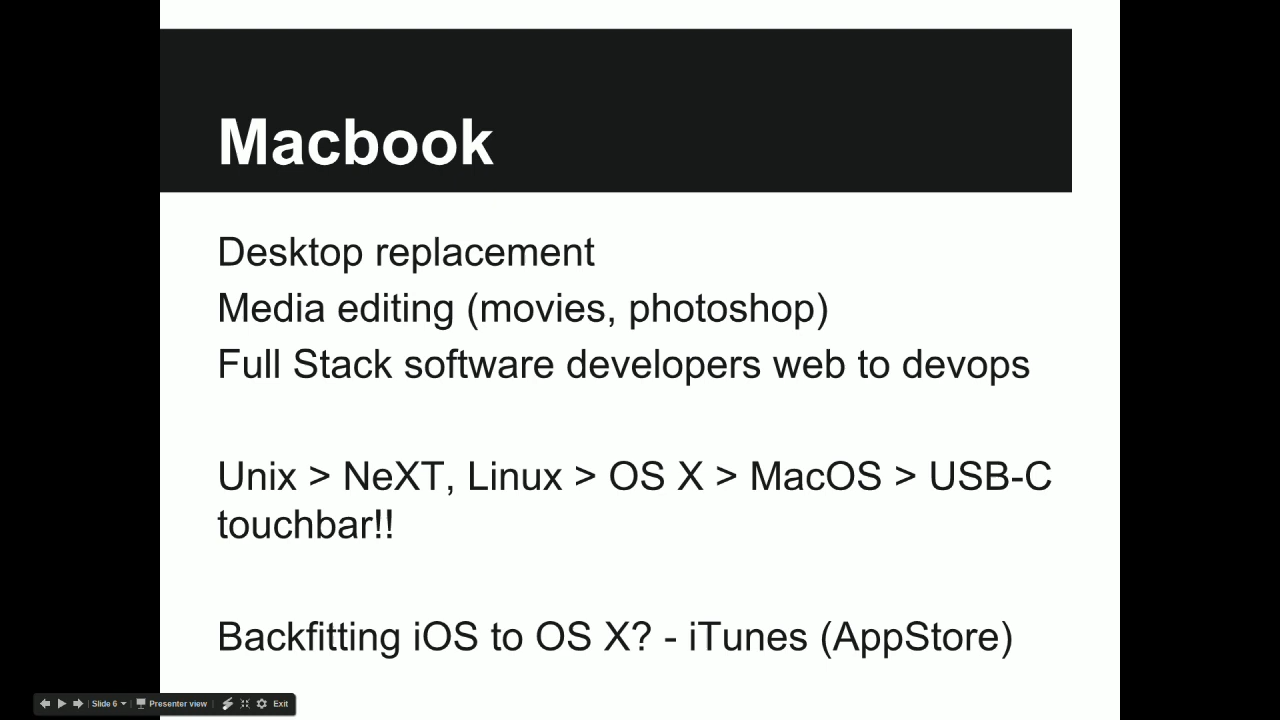 Macbook
Desktop replacement
Media editing (movies, photoshop)
Full Stack software developers web to devops
Unix > NeXT, Linux > OS X > MacOS > USB-C
touchbar!!
Backfitting iOS to OS X? - iTunes (AppStore)
Slide 6 Presenter view Exit